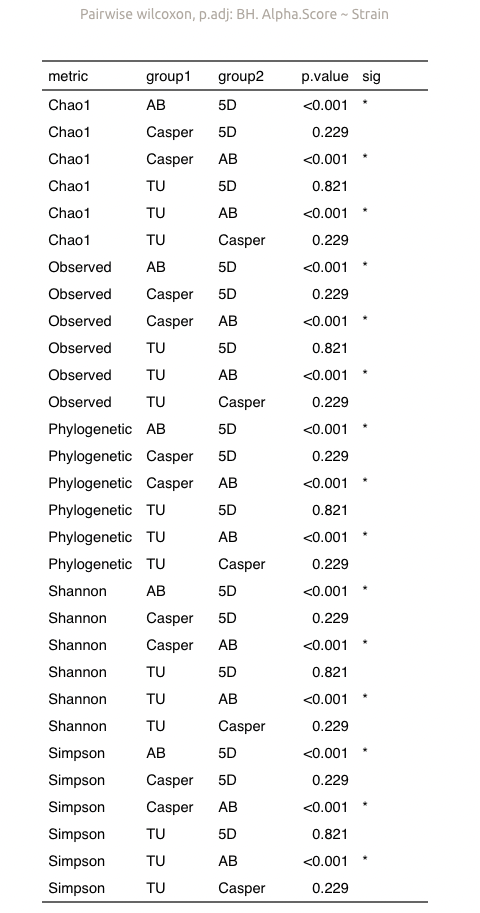 Pairwise wilcoxon, p.adj: BH. Alpha.Score ~ Strain
metric group1 group2 p.value sig
Chao1 AB 5D <0.001 *
Chao1 Casper 5D 0.229
Chao1 Casper AB <0.001 *
Chao1 TU 5D 0.821
Chao1 TU AB <0.001 *
Chao1 TU Casper 0.229
Observed AB 5D <0.001 *
Observed Casper 5D 0.229
Observed Casper AB <0.001 *
Observed TU 5D 0.821
Observed TU AB <0.001 *
Observed TU Casper 0.229
Phylogenetic AB 5D <0.001 *
Phylogenetic Casper 5D 0.229
Phylogenetic Casper AB <0.001 *
Phylogenetic TU 5D 0.821
Phylogenetic TU AB <0.001 *
Phylogenetic TU Casper 0.229
Shannon AB 5D <0.001 *
Shannon Casper 5D 0.229
Shannon Casper AB <0.001 *
Shannon TU 5D 0.821
Shannon TU AB <0.001 *
Shannon TU Casper 0.229
Simpson AB 5D <0.001 *
Simpson Casper 5D 0.229
Simpson Casper AB <0.001 *
Simpson TU 5D 0.821
Simpson TU AB <0.001 *
Simpson TU Casper 0.229